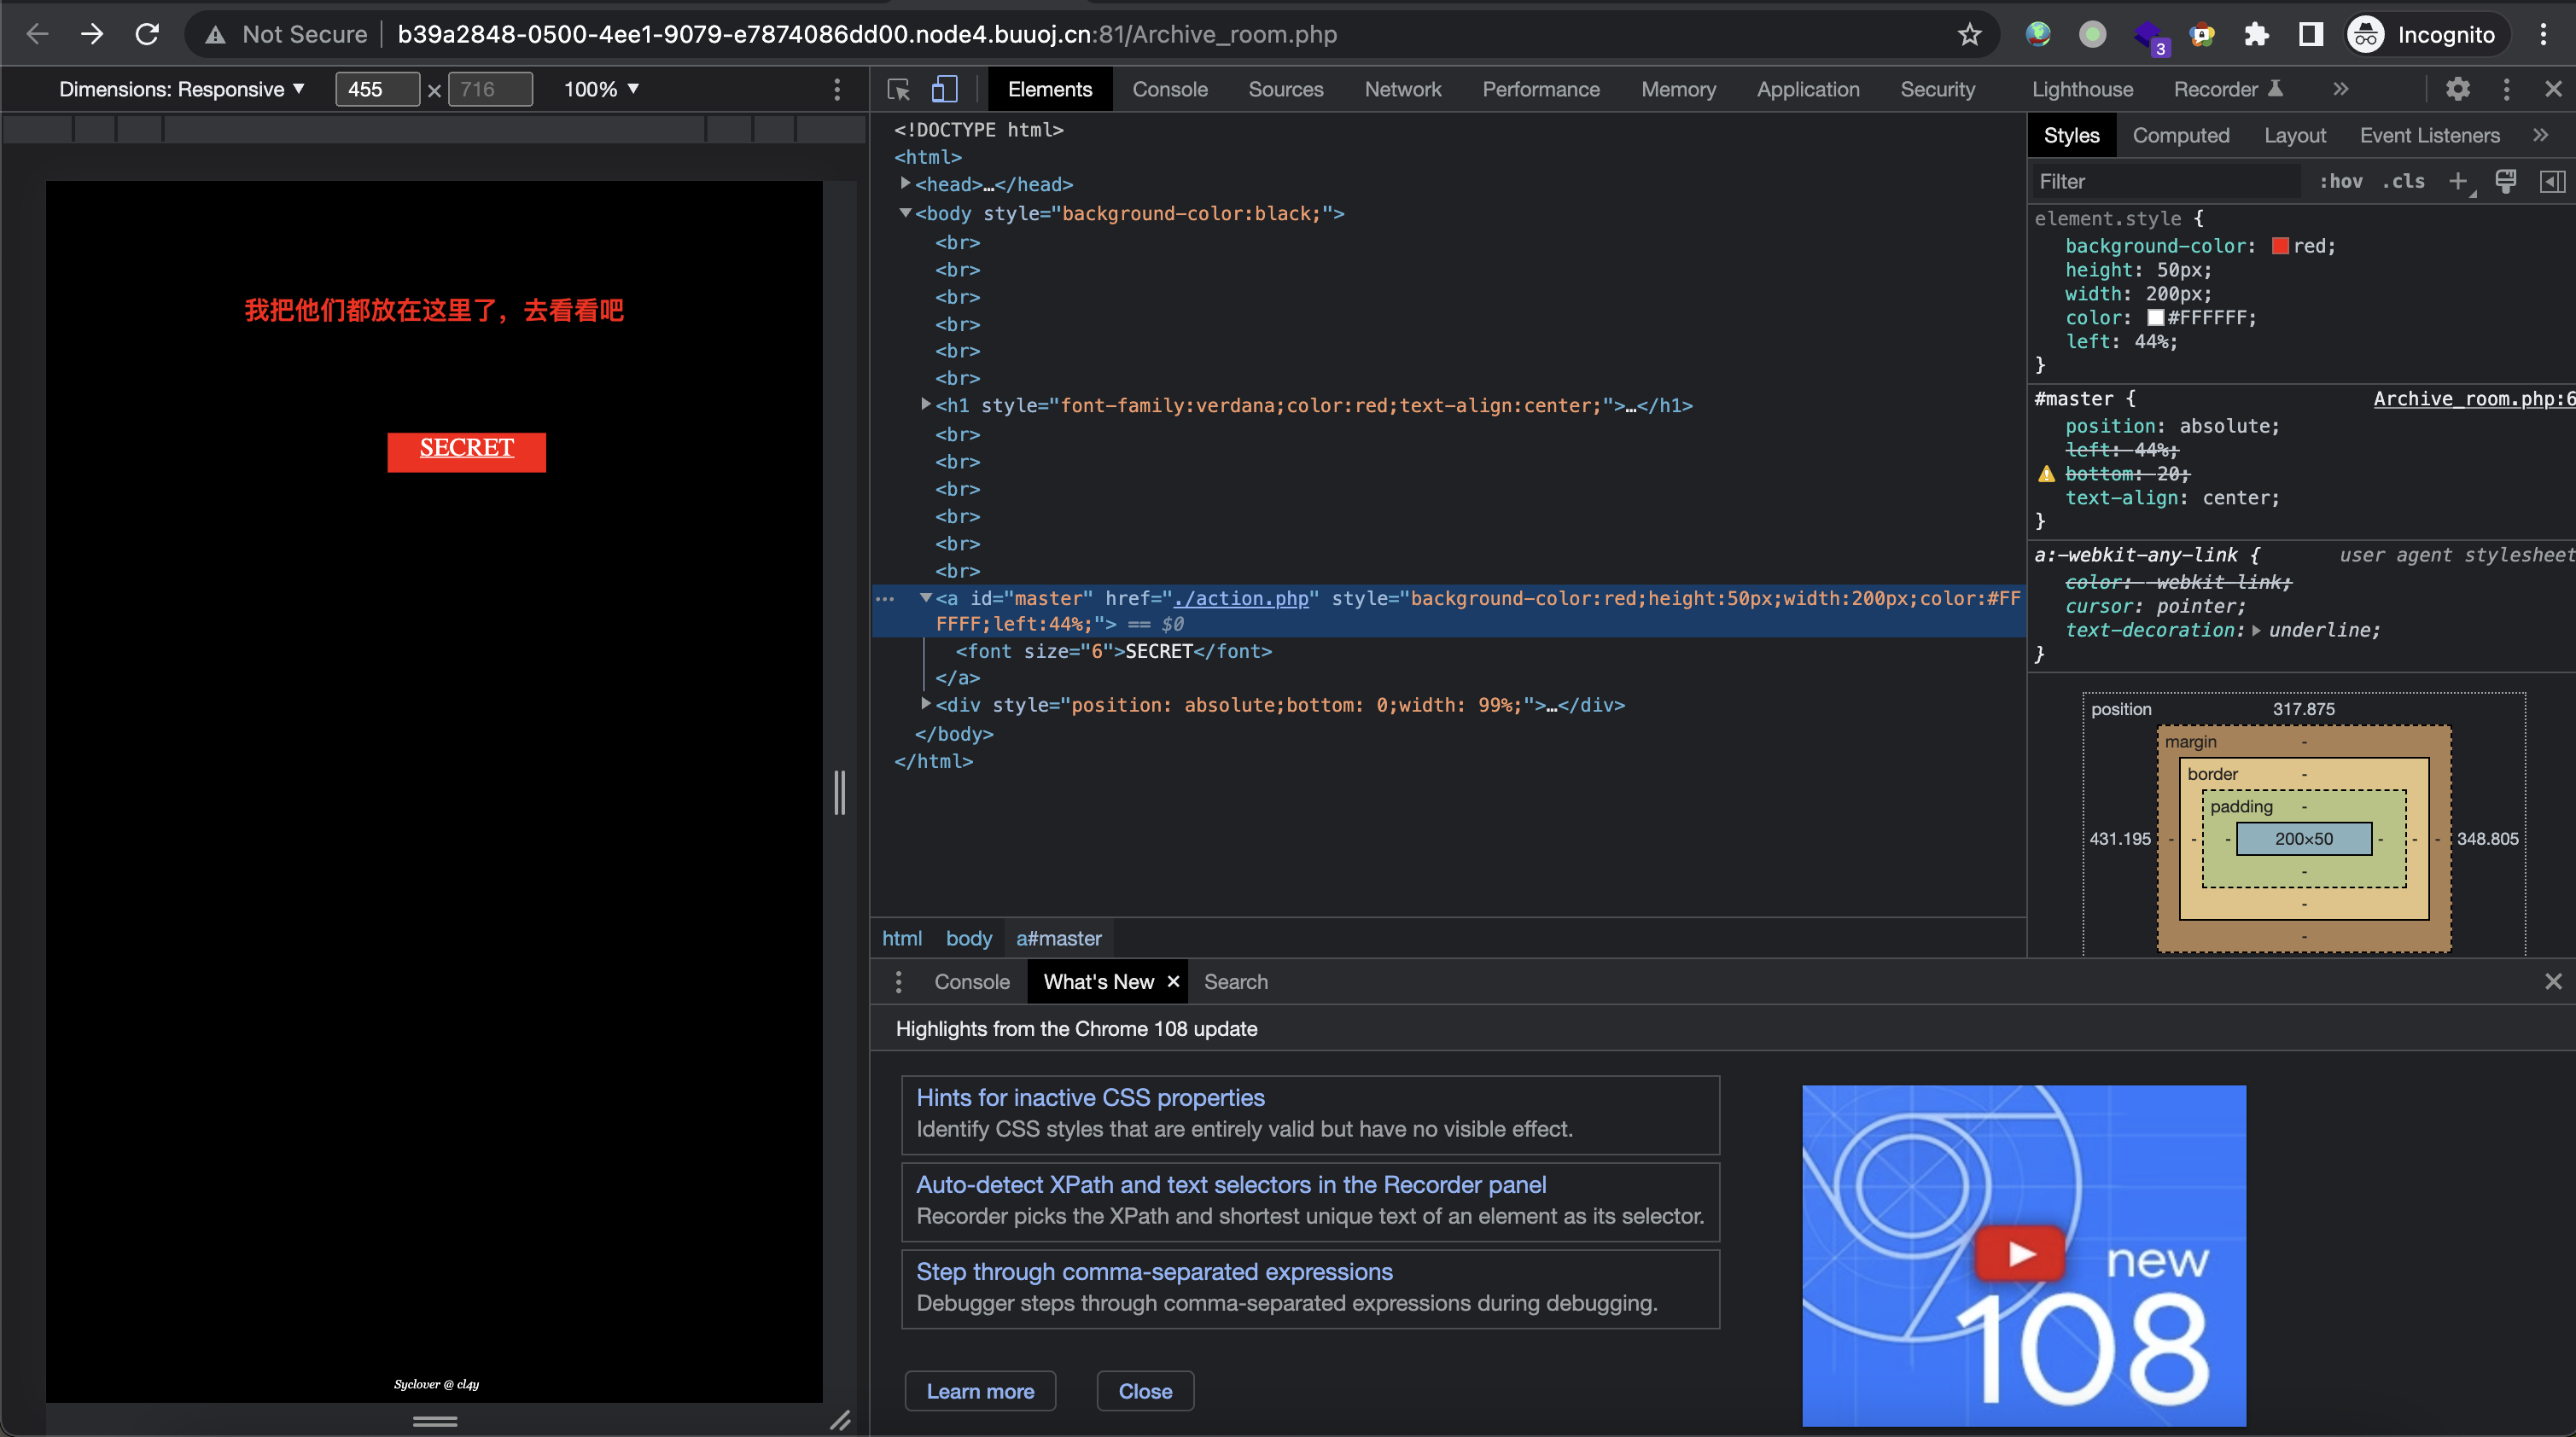 Not Secure b39a2848-0500-4ee1-9079-e7874086dd00.node4.buuoj.cn:81/Archive_room.php 3 Incognito
Dimensions: Responsive ▼ 455 × 716 100% ▼
Elements Console Sources Network Performance Memory Application Security Lighthouse Recorder »
我把他们都放在这里了，去看看吧
SECRET
Syclover @ cl4y
<!DOCTYPE html>
<html>
▶<head>…</head>
▼<body style="background-color:black;">
<br>
<br>
<br>
<br>
<br>
<br>
▶<h1 style="font-family:verdana;color:red;text-align:center;">…</h1>
<br>
<br>
<br>
<br>
<br>
<br>
… ▼<a id="master" href="./action.php" style="background-color:red;height:50px;width:200px;color:#FF
FFFF;left:44%;"> == $0
<font size="6">SECRET</font>
</a>
▶<div style="position: absolute;bottom: 0;width: 99%;">…</div>
</body>
</html>
html body a#master
Styles Computed Layout Event Listeners »
Filter :hov .cls +
element.style {
background-color: red;
height: 50px;
width: 200px;
color: #FFFFFF;
left: 44%;
}
#master { Archive_room.php:6
position: absolute;
left: 44%;
bottom: 20;
text-align: center;
}
a:-webkit-any-link { user agent stylesheet
color: -webkit-link;
cursor: pointer;
text-decoration: ▶ underline;
}
position 317.875
margin -
border -
padding -
431.195 - - - 200×50 - - - 348.805
-
-
-
Console What's New × Search
Highlights from the Chrome 108 update
Hints for inactive CSS properties
Identify CSS styles that are entirely valid but have no visible effect.
Auto-detect XPath and text selectors in the Recorder panel
Recorder picks the XPath and shortest unique text of an element as its selector.
Step through comma-separated expressions
Debugger steps through comma-separated expressions during debugging.
Learn more Close
new
108